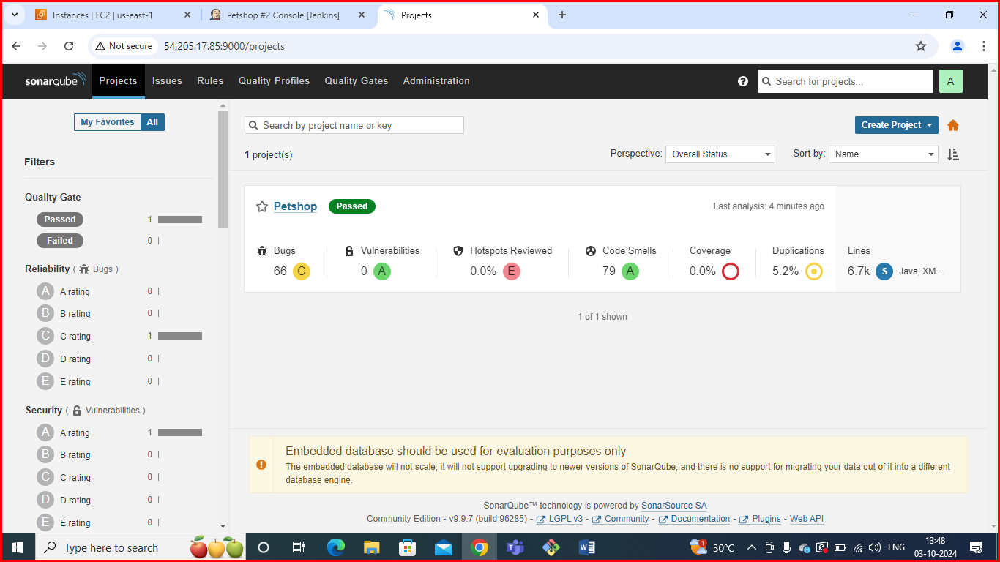 Instances | EC2 | us-east-1
Petshop #2 Console [Jenkins]
Projects
Not secure
54.205.17.85:9000/projects
sonarqube
Projects
Issues
Rules
Quality Profiles
Quality Gates
Administration
?
Search for projects...
A
My Favorites
All
Search by project name or key
Create Project
1 project(s)
Perspective:
Overall Status
Sort by:
Name
Filters
Quality Gate
Passed 1
Failed 0
Reliability ( Bugs )
A A rating 0
B B rating 0
C C rating 1
D D rating 0
E E rating 0
Security ( Vulnerabilities )
A A rating 1
B B rating 0
C C rating 0
D D rating 0
E E rating 0
Petshop
Passed
Last analysis: 4 minutes ago
Bugs
66 C
Vulnerabilities
0 A
Hotspots Reviewed
0.0% E
Code Smells
79 A
Coverage
0.0%
Duplications
5.2%
Lines
6.7k S Java, XM...
1 of 1 shown
Embedded database should be used for evaluation purposes only
The embedded database will not scale, it will not support upgrading to newer versions of SonarQube, and there is no support for migrating your data out of it into a different
database engine.
SonarQube™ technology is powered by SonarSource SA
Community Edition - v9.9.7 (build 96285) - LGPL v3 - Community - Documentation - Plugins - Web API
Type here to search
1
30°C
ENG
13:48
03-10-2024